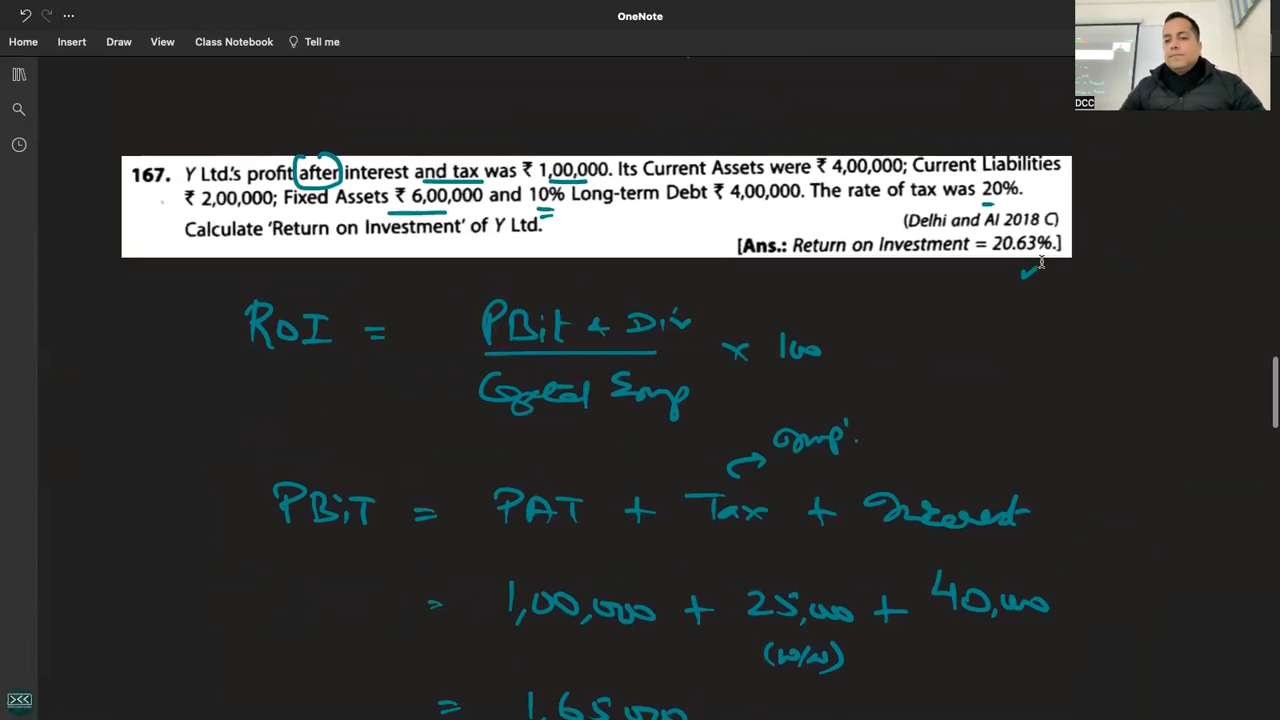 OneNote
Home Insert Draw View Class Notebook Tell me
DCC
167. Y Ltd.'s profit after interest and tax was ₹ 1,00,000. Its Current Assets were ₹ 4,00,000; Current Liabilities
₹ 2,00,000; Fixed Assets ₹ 6,00,000 and 10% Long-term Debt ₹ 4,00,000. The rate of tax was 20%.
Calculate 'Return on Investment' of Y Ltd.
(Delhi and AI 2018 C)
[Ans.: Return on Investment = 20.63%.]
ROI = PBit & Div
x 100
Capital Emp
Imp'.
PBiT = PAT + Tax + Interest
= 1,00,000 + 25,000 + 40,000
(W/N)
= 1,65,000
DCC